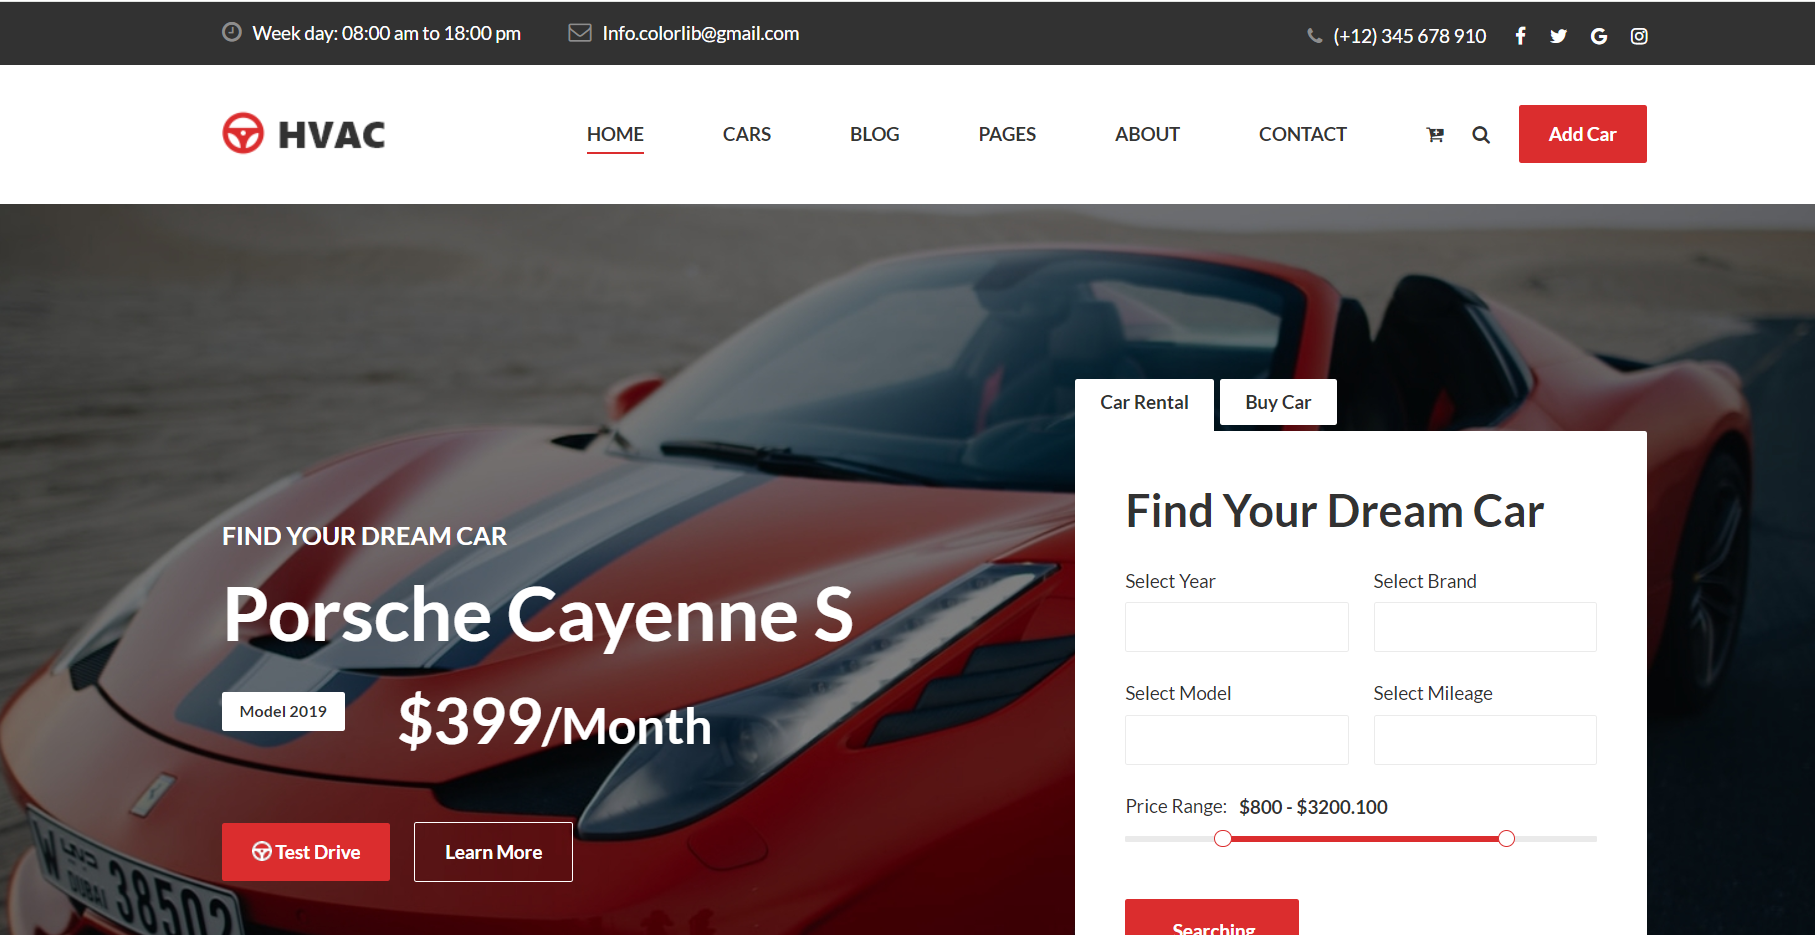 Week day: 08:00 am to 18:00 pm
Info.colorlib@gmail.com
(+12) 345 678 910
HVAC
HOME
CARS
BLOG
PAGES
ABOUT
CONTACT
Add Car
FIND YOUR DREAM CAR
Porsche Cayenne S
Model 2019
$399/Month
Test Drive
Learn More
W DUBAI 38502
Car Rental
Buy Car
Find Your Dream Car
Select Year
Select Brand
Select Model
Select Mileage
Price Range: $800 - $3200.100
Searching